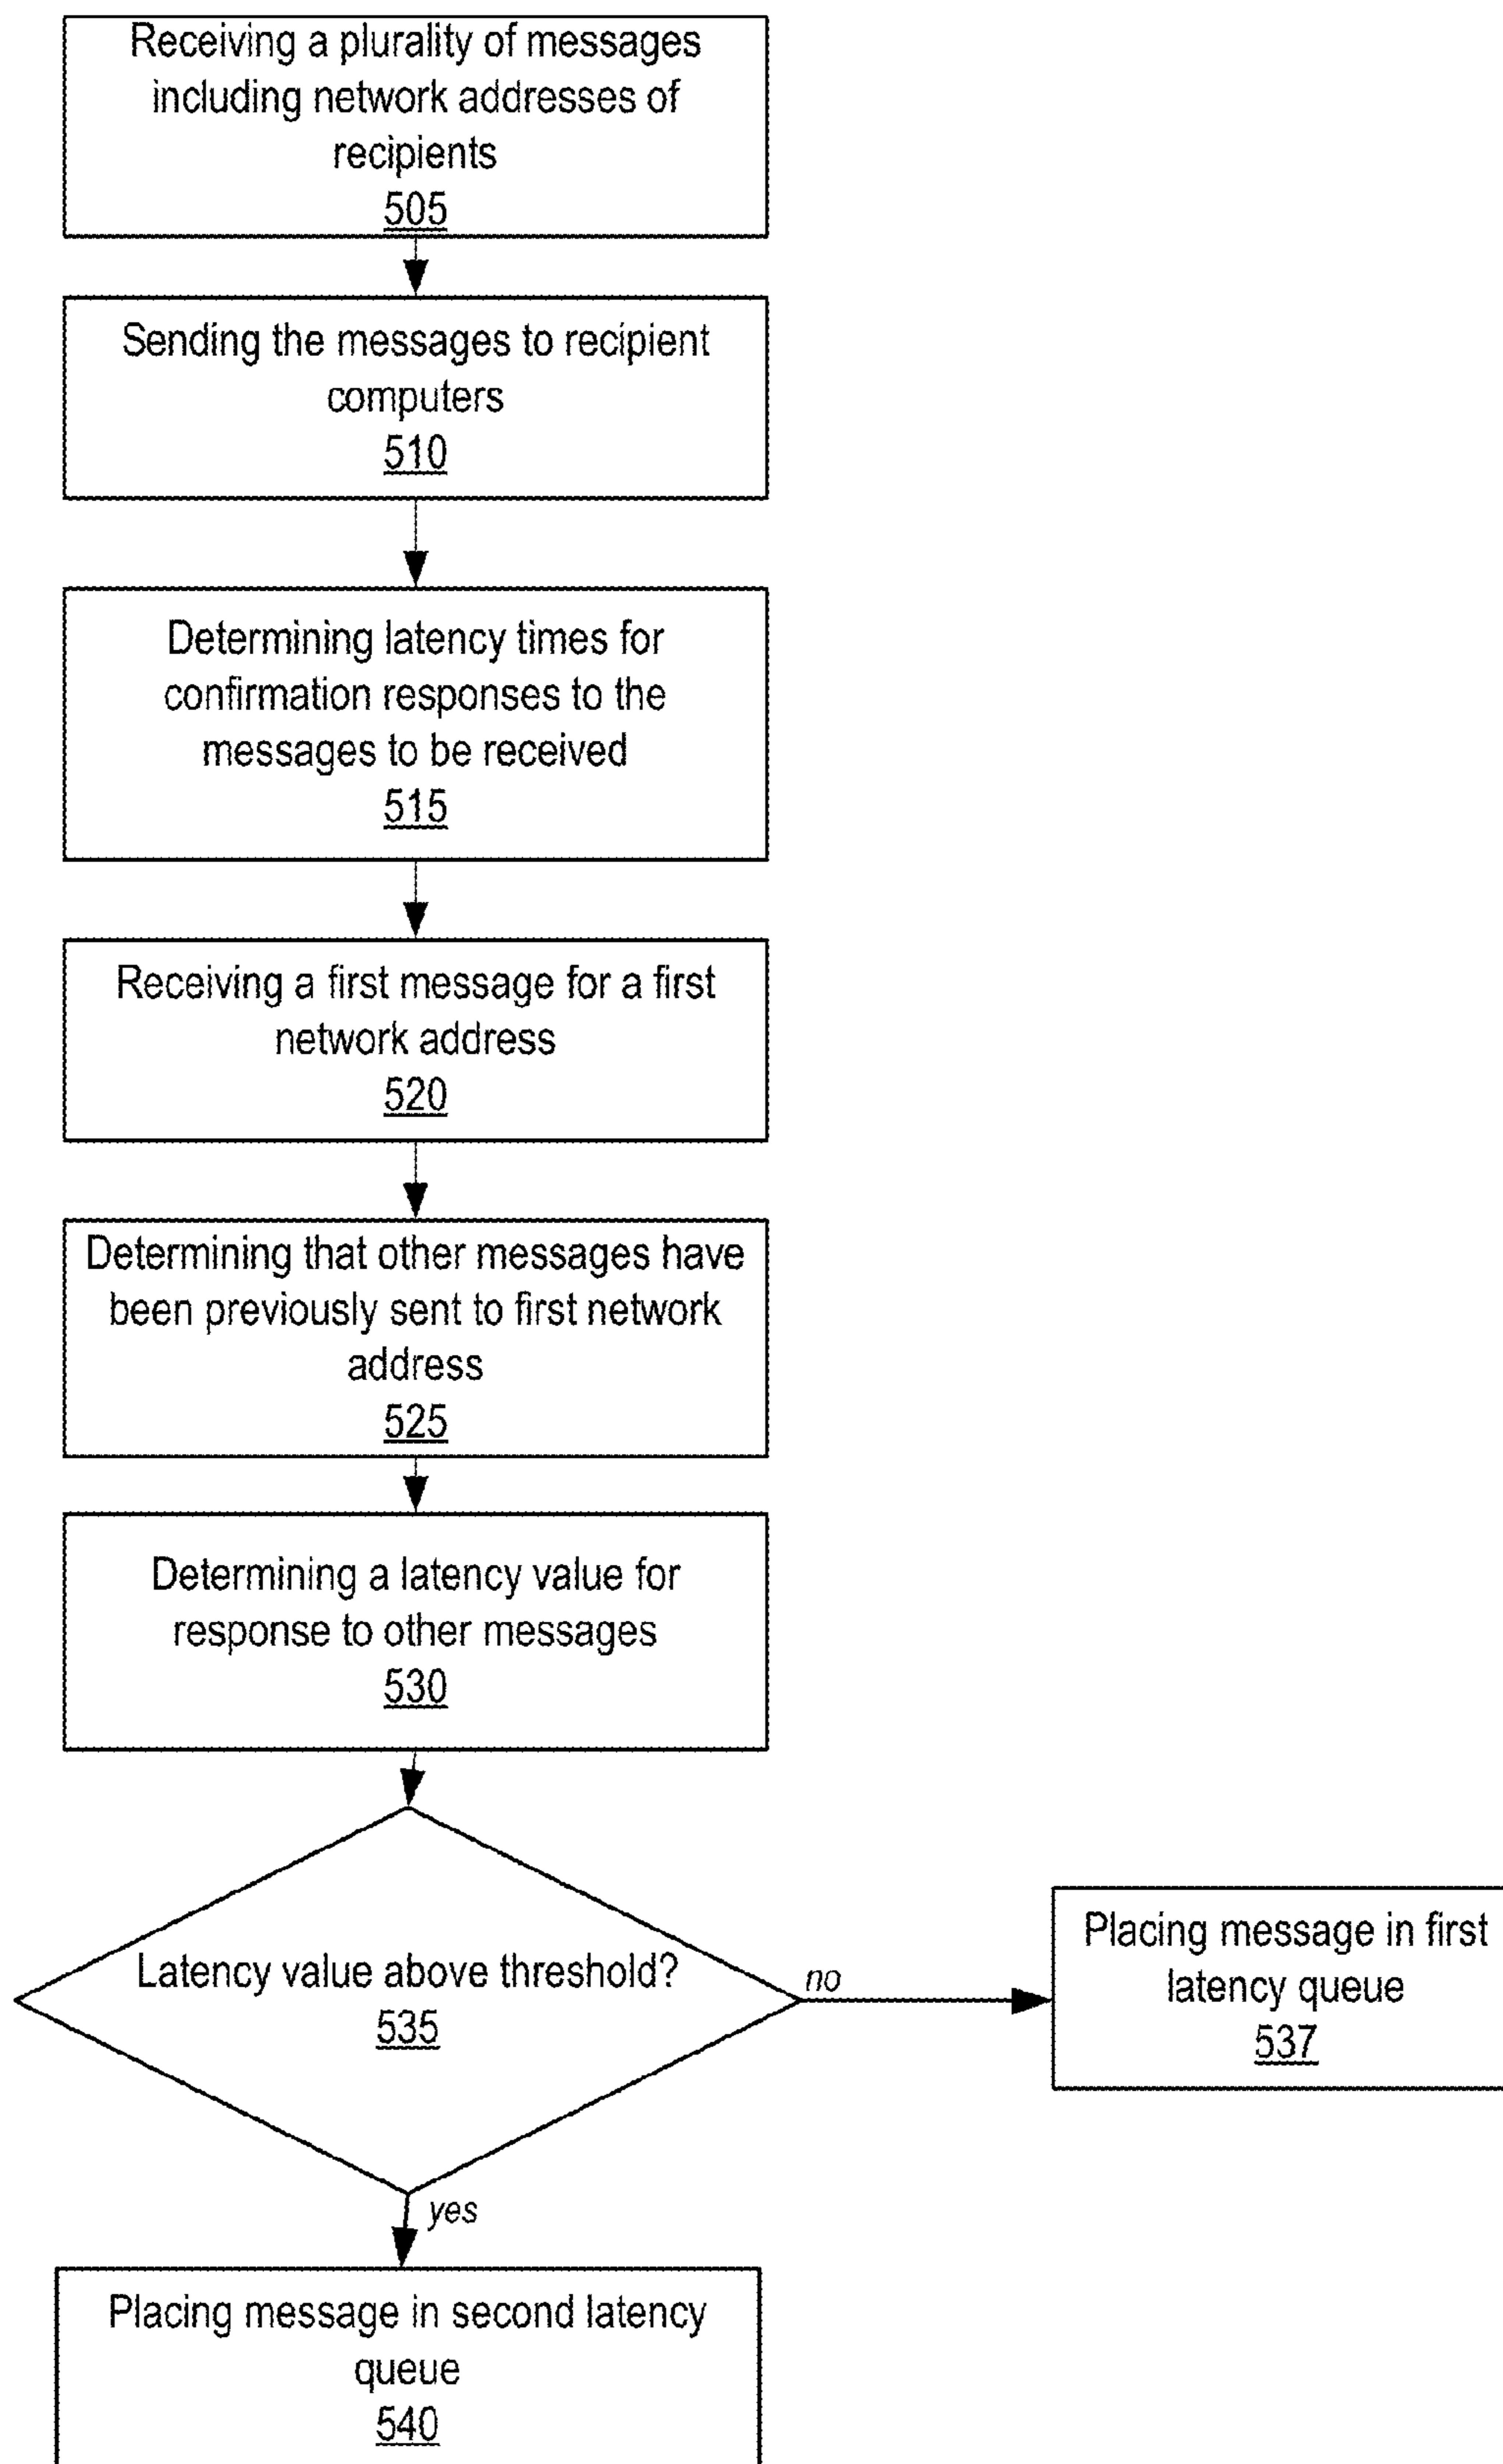 Receiving a plurality of messages
including network addresses of
recipients
505
Sending the messages to recipient
computers
510
Determining latency times for
confirmation responses to the
messages to be received
515
Receiving a first message for a first
network address
520
Determining that other messages have
been previously sent to first network
address
525
Determining a latency value for
response to other messages
530
Latency value above threshold?
535
no
Placing message in first
latency queue
537
yes
Placing message in second latency
queue
540